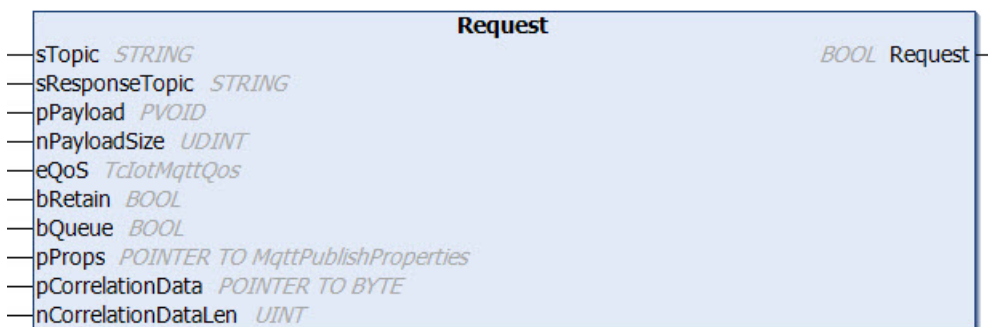 Request
sTopic STRING BOOL Request
sResponseTopic STRING
pPayload PVOID
nPayloadSize UDINT
eQoS TcIotMqttQos
bRetain BOOL
bQueue BOOL
pProps POINTER TO MqttPublishProperties
pCorrelationData POINTER TO BYTE
nCorrelationDataLen UINT